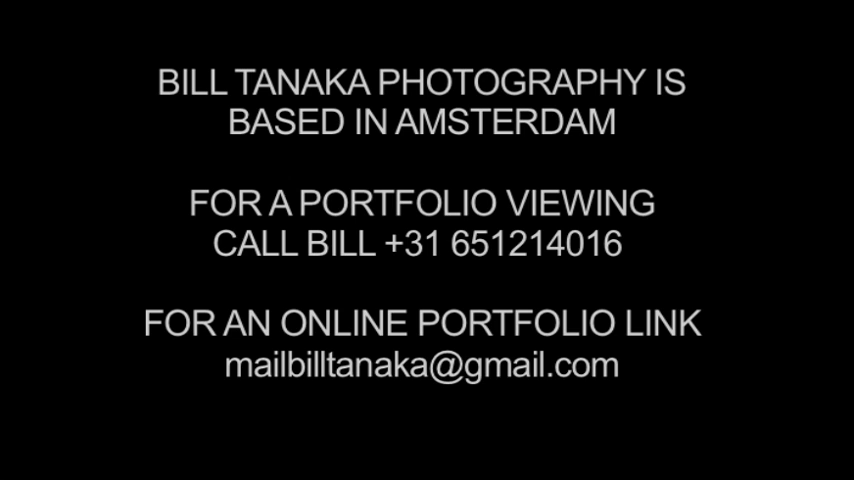 BILL TANAKA PHOTOGRAPHY IS
BASED IN AMSTERDAM
FOR A PORTFOLIO VIEWING
CALL BILL +31 651214016
FOR AN ONLINE PORTFOLIO LINK
mailbilltanaka@gmail.com